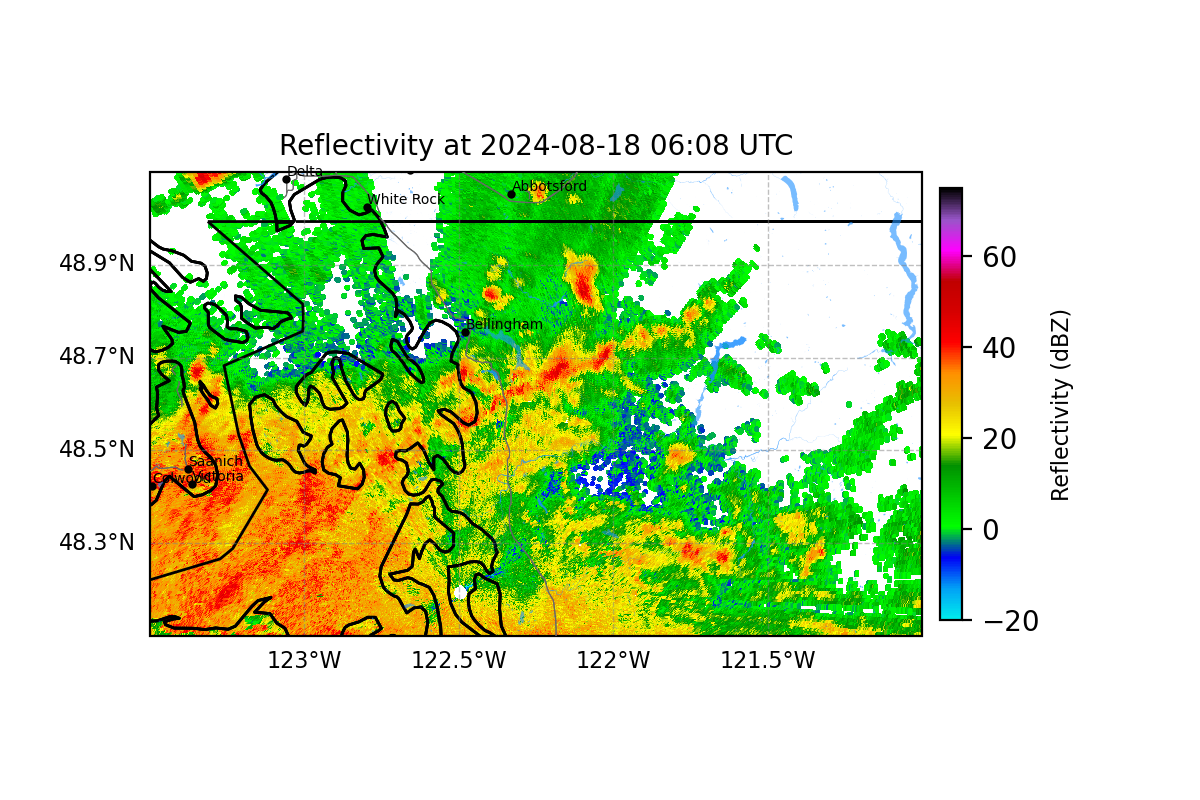 Reflectivity at 2024-08-18 06:08 UTC
Delta
Abbotsford
White Rock
48.9°N
60
Bellingham
48.7°N
40
Reflectivity (dBZ)
48.5°N
20
Saanich
Colwood
Victoria
48.3°N
0
−20
123°W 122.5°W 122°W 121.5°W